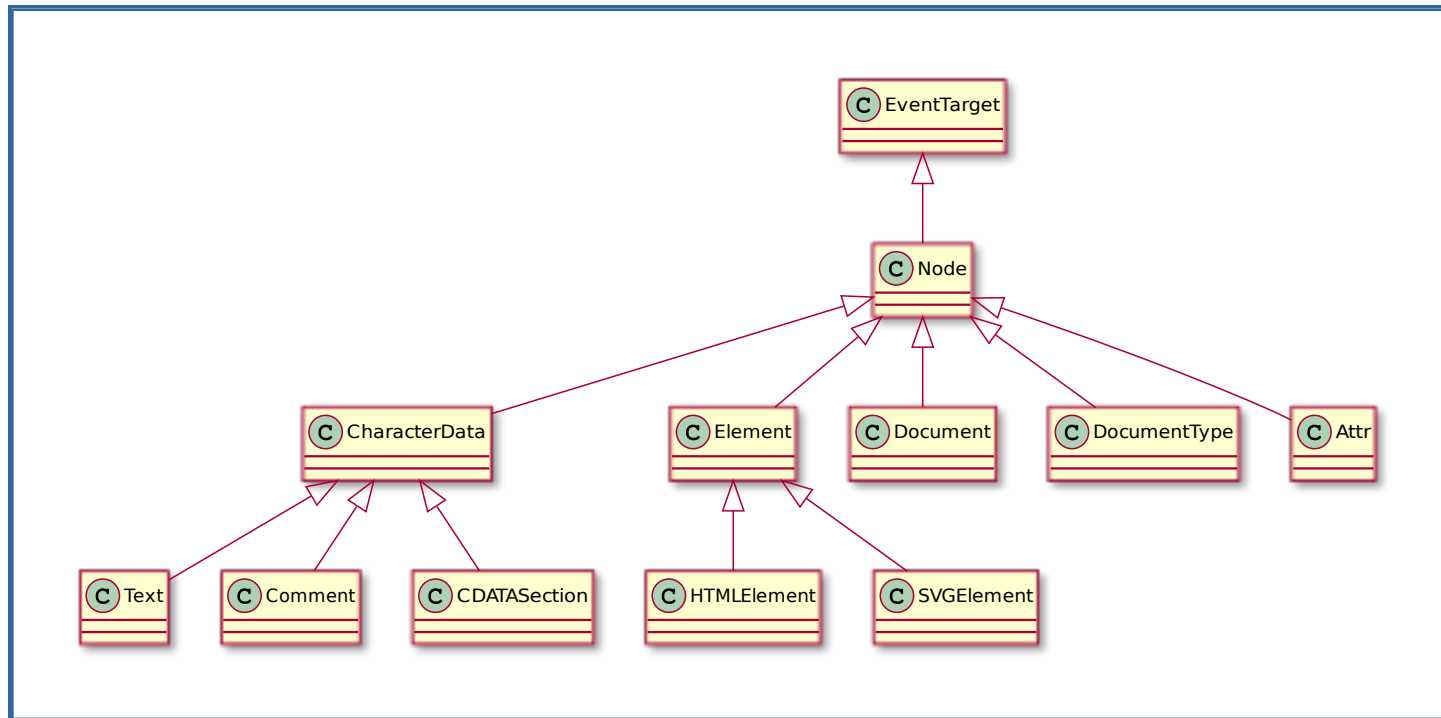 C EventTarget
C Node
C CharacterData
C Element
C Document
C DocumentType
C Attr
C Text
C Comment
C CDATASection
C HTMLElement
C SVGElement